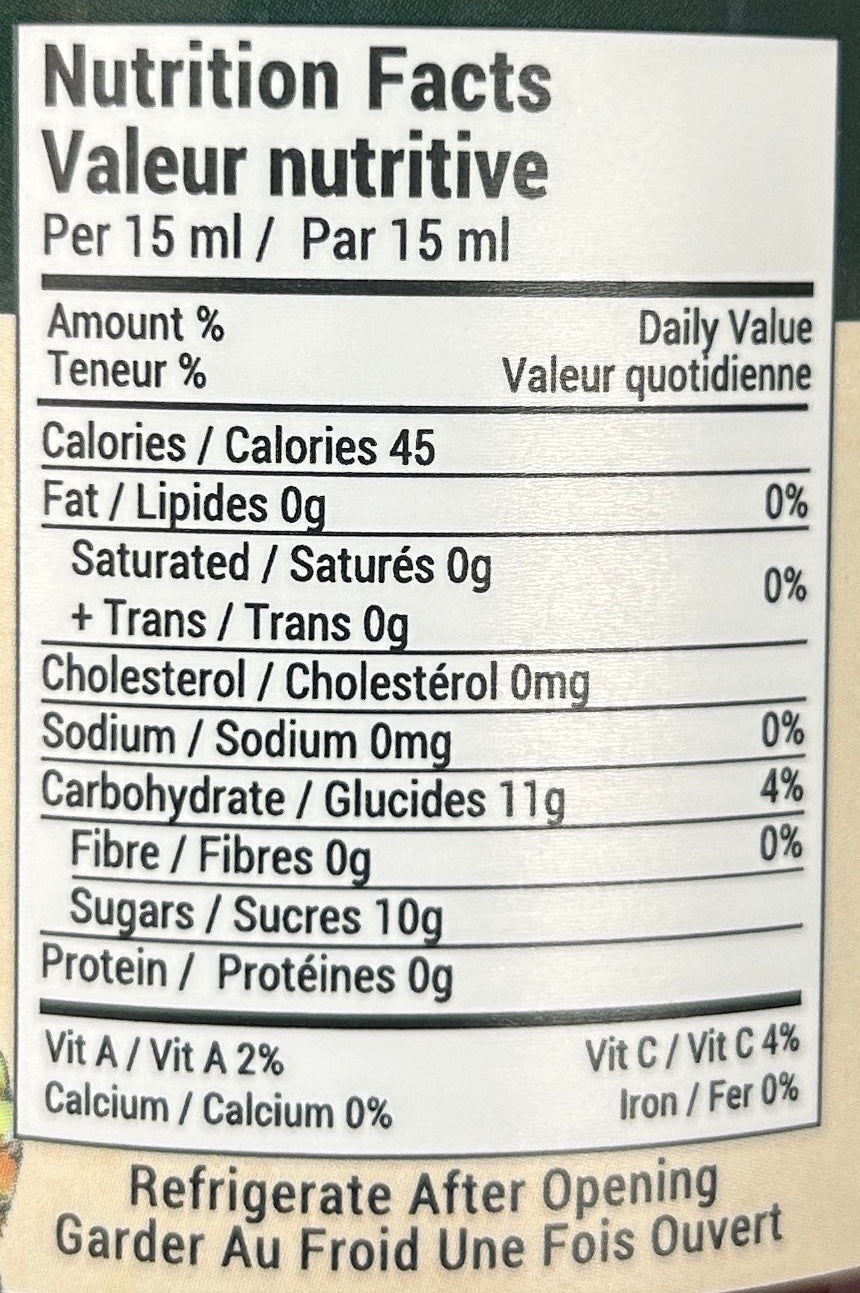 Nutrition Facts
Valeur nutritive
Per 15 ml / Par 15 ml
Amount % Daily Value
Teneur % Valeur quotidienne
Calories / Calories 45
Fat / Lipides 0g 0%
Saturated / Saturés 0g
+ Trans / Trans 0g 0%
Cholesterol / Cholestérol 0mg
Sodium / Sodium 0mg 0%
Carbohydrate / Glucides 11g 4%
Fibre / Fibres 0g 0%
Sugars / Sucres 10g
Protein / Protéines 0g
Vit A / Vit A 2% Vit C / Vit C 4%
Calcium / Calcium 0% Iron / Fer 0%
Refrigerate After Opening
Garder Au Froid Une Fois Ouvert